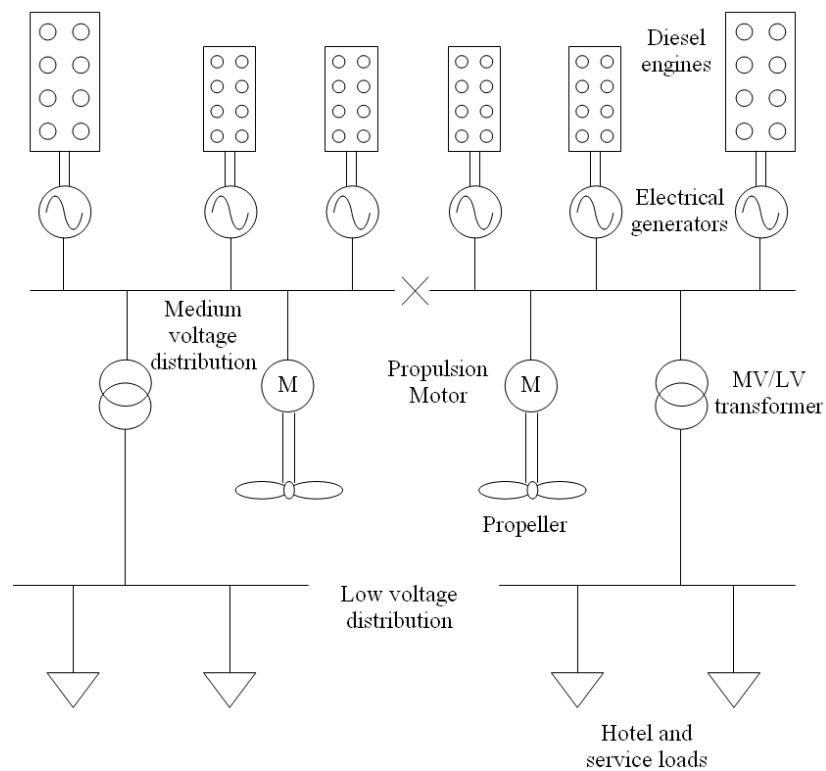 Diesel
engines
Electrical
generators
Medium
voltage
distribution
M
Propulsion
Motor
M
MV/LV
transformer
Propeller
Low voltage
distribution
Hotel and
service loads